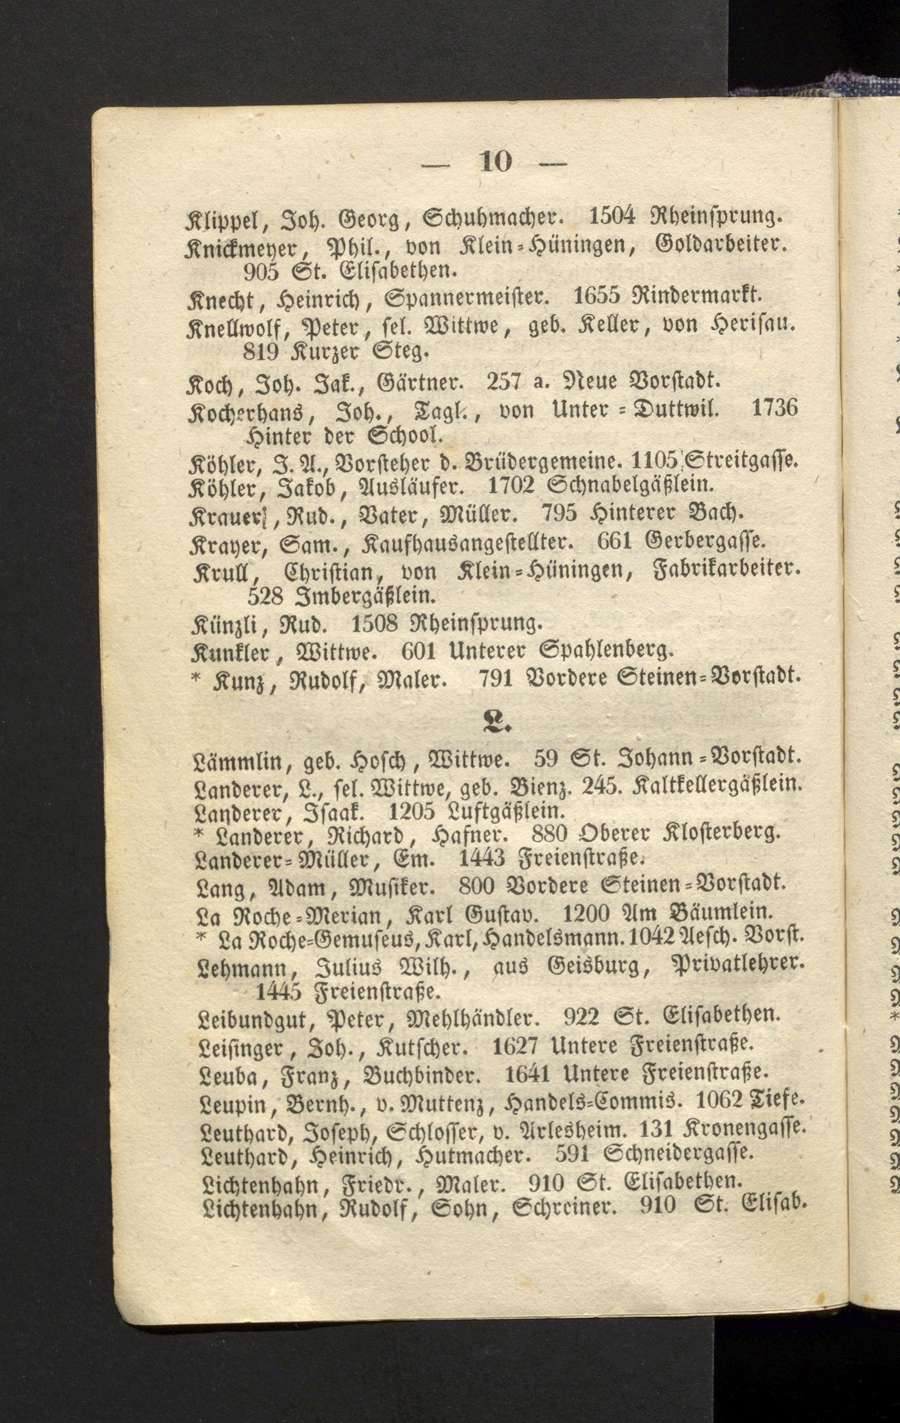 — 10 —
Klippel, Joh. Georg, Schuhmacher. 1504 Rheinsprung.
Knickmeyer, Phil., von Klein-Hüningen, Goldarbeiter.
905 St. Elisabethen.
Knecht, Heinrich, Spannermeister. 1655 Rindermarkt.
Knellwolf, Peter, sel. Wittwe, geb. Keller, von Herisau.
819 Kurzer Steg.
Koch, Joh. Jak., Gärtner. 257 a. Neue Vorstadt.
Kocherhans, Joh., Tagl., von Unter-Duttwil. 1736
Hinter der School.
Köhler, J. A., Vorsteher d. Brüdergemeine. 1105 Streitgasse.
Köhler, Jakob, Ausläufer. 1702 Schnabelgäßlein.
Krauer, Rud., Vater, Müller. 795 Hinterer Bach.
Krayer, Sam., Kaufhausangestellter. 661 Gerbergasse.
Krull, Christian, von Klein-Hüningen, Fabrikarbeiter.
528 Imbergäßlein.
Künzli, Rud. 1508 Rheinsprung.
Kunkler, Wittwe. 601 Unterer Spahlenberg.
* Kunz, Rudolf, Maler. 791 Vordere Steinen-Vorstadt.
L.
Lämmlin, geb. Hosch, Wittwe. 59 St. Johann-Vorstadt.
Landerer, L., sel. Wittwe, geb. Bienz. 245. Kaltkellergäßlein.
Landerer, Isaak. 1205 Luftgäßlein.
* Landerer, Richard, Hafner. 880 Oberer Klosterberg.
Landerer-Müller, Em. 1443 Freienstraße.
Lang, Adam, Musiker. 800 Vordere Steinen-Vorstadt.
La Roche-Merian, Karl Gustav. 1200 Am Bäumlein.
* La Roche-Gemuseus, Karl, Handelsmann. 1042 Aesch. Vorst.
Lehmann, Julius Wilh., aus Geisburg, Privatlehrer.
1445 Freienstraße.
Leibundgut, Peter, Mehlhändler. 922 St. Elisabethen.
Leisinger, Joh., Kutscher. 1627 Untere Freienstraße.
Leuba, Franz, Buchbinder. 1641 Untere Freienstraße.
Leupin, Bernh., v. Muttenz, Handels-Commis. 1062 Tiefe.
Leuthard, Joseph, Schlosser, v. Arlesheim. 131 Kronengasse.
Leuthard, Heinrich, Hutmacher. 591 Schneidergasse.
Lichtenhahn, Friedr., Maler. 910 St. Elisabethen.
Lichtenhahn, Rudolf, Sohn, Schreiner. 910 St. Elisab.